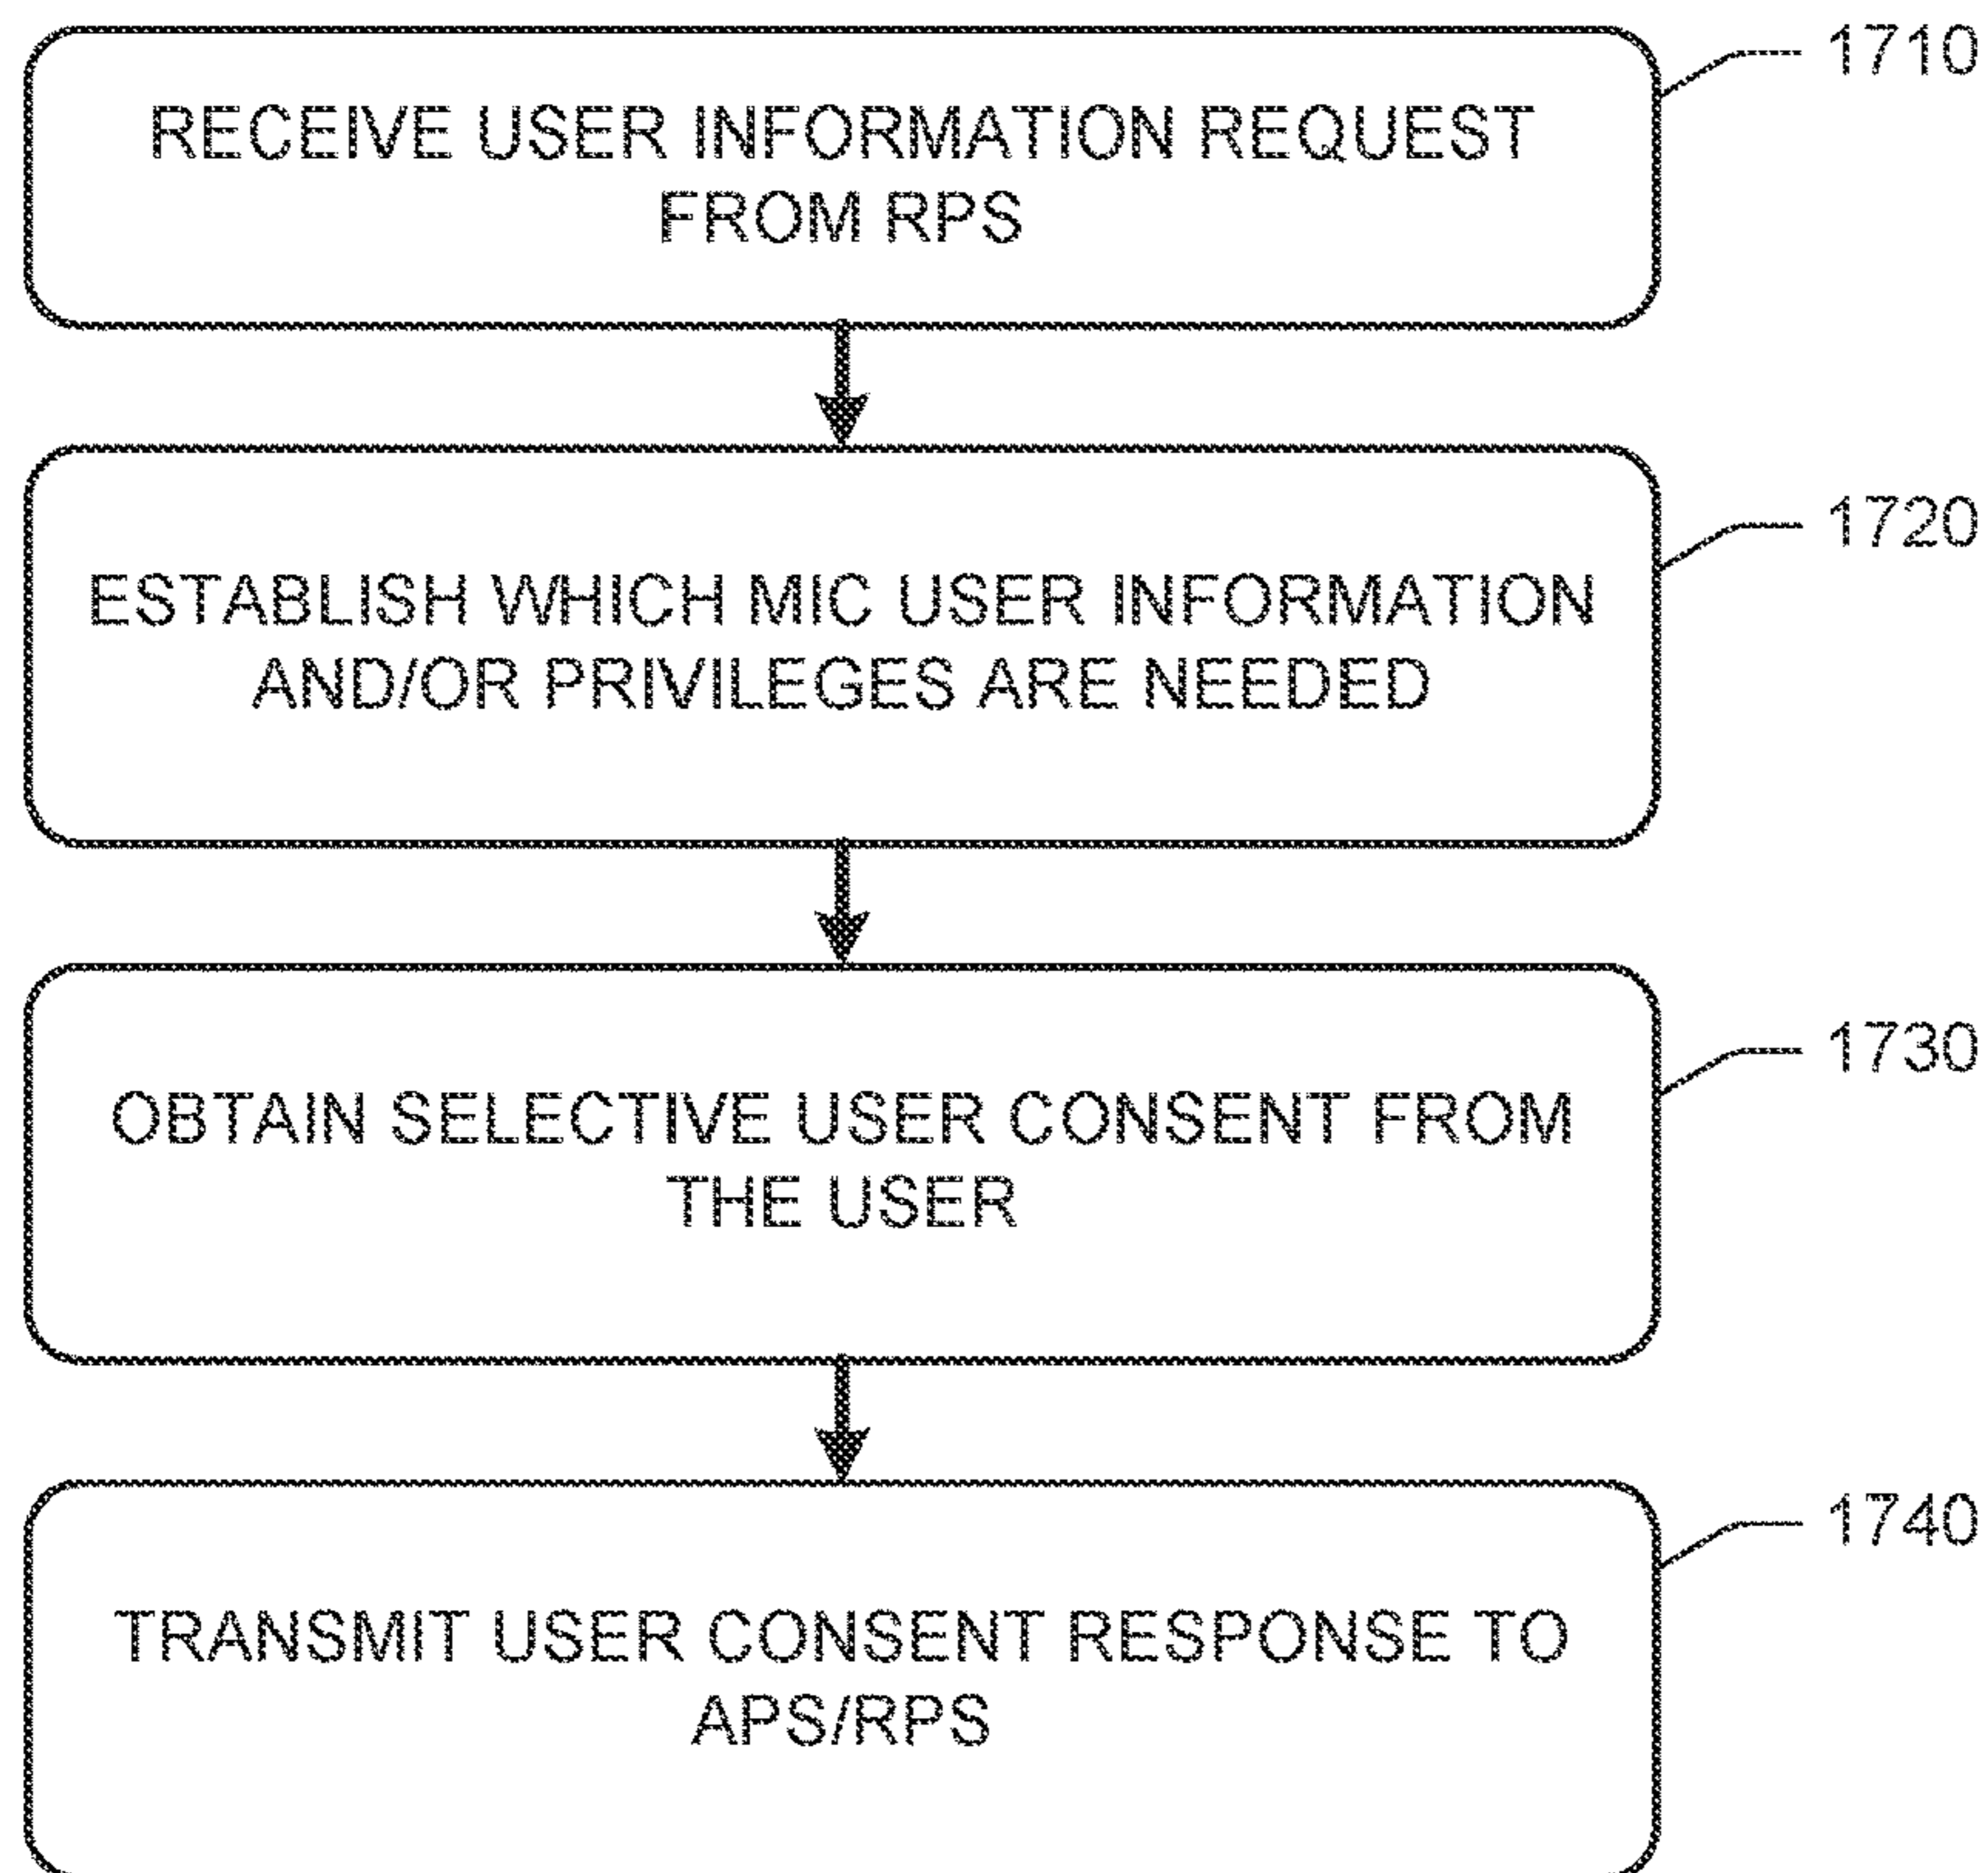 1710
RECEIVE USER INFORMATION REQUEST
FROM RPS
1720
ESTABLISH WHICH MIC USER INFORMATION
AND/OR PRIVILEGES ARE NEEDED
1730
OBTAIN SELECTIVE USER CONSENT FROM
THE USER
1740
TRANSMIT USER CONSENT RESPONSE TO
APS/RPS